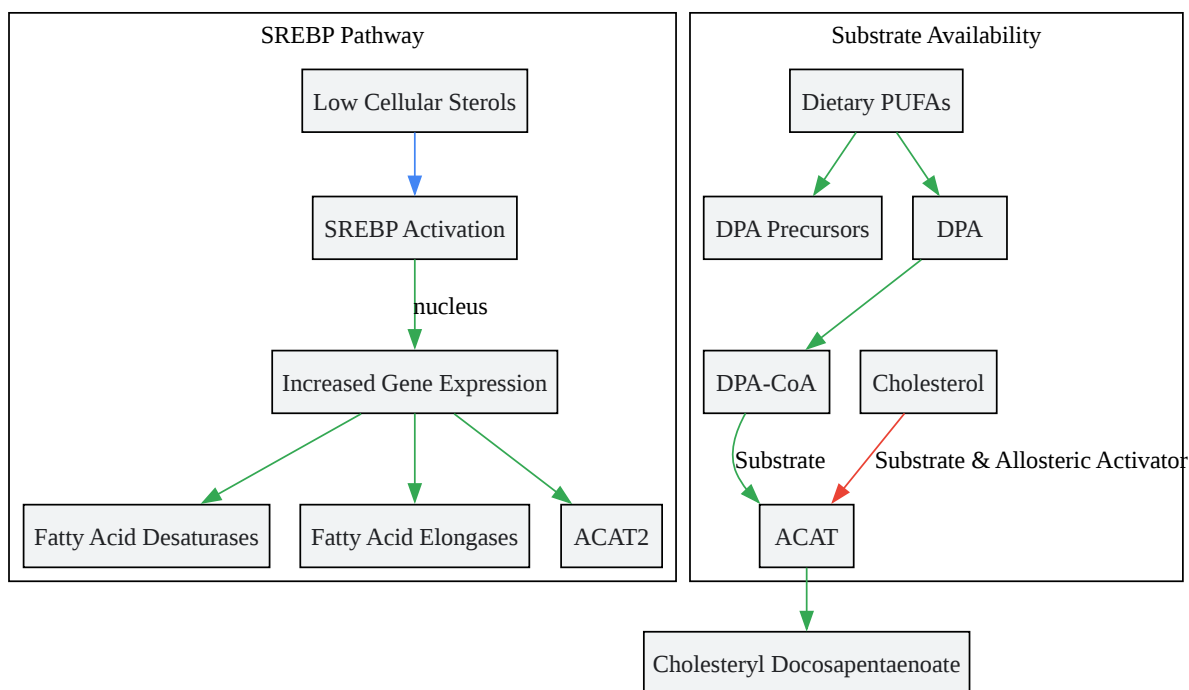 SREBP Pathway
Low Cellular Sterols
SREBP Activation
nucleus
Increased Gene Expression
Fatty Acid Desaturases
Fatty Acid Elongases
ACAT2
Substrate Availability
Dietary PUFAs
DPA Precursors
DPA
DPA-CoA
Cholesterol
Substrate
Substrate & Allosteric Activator
ACAT
Cholesteryl Docosapentaenoate